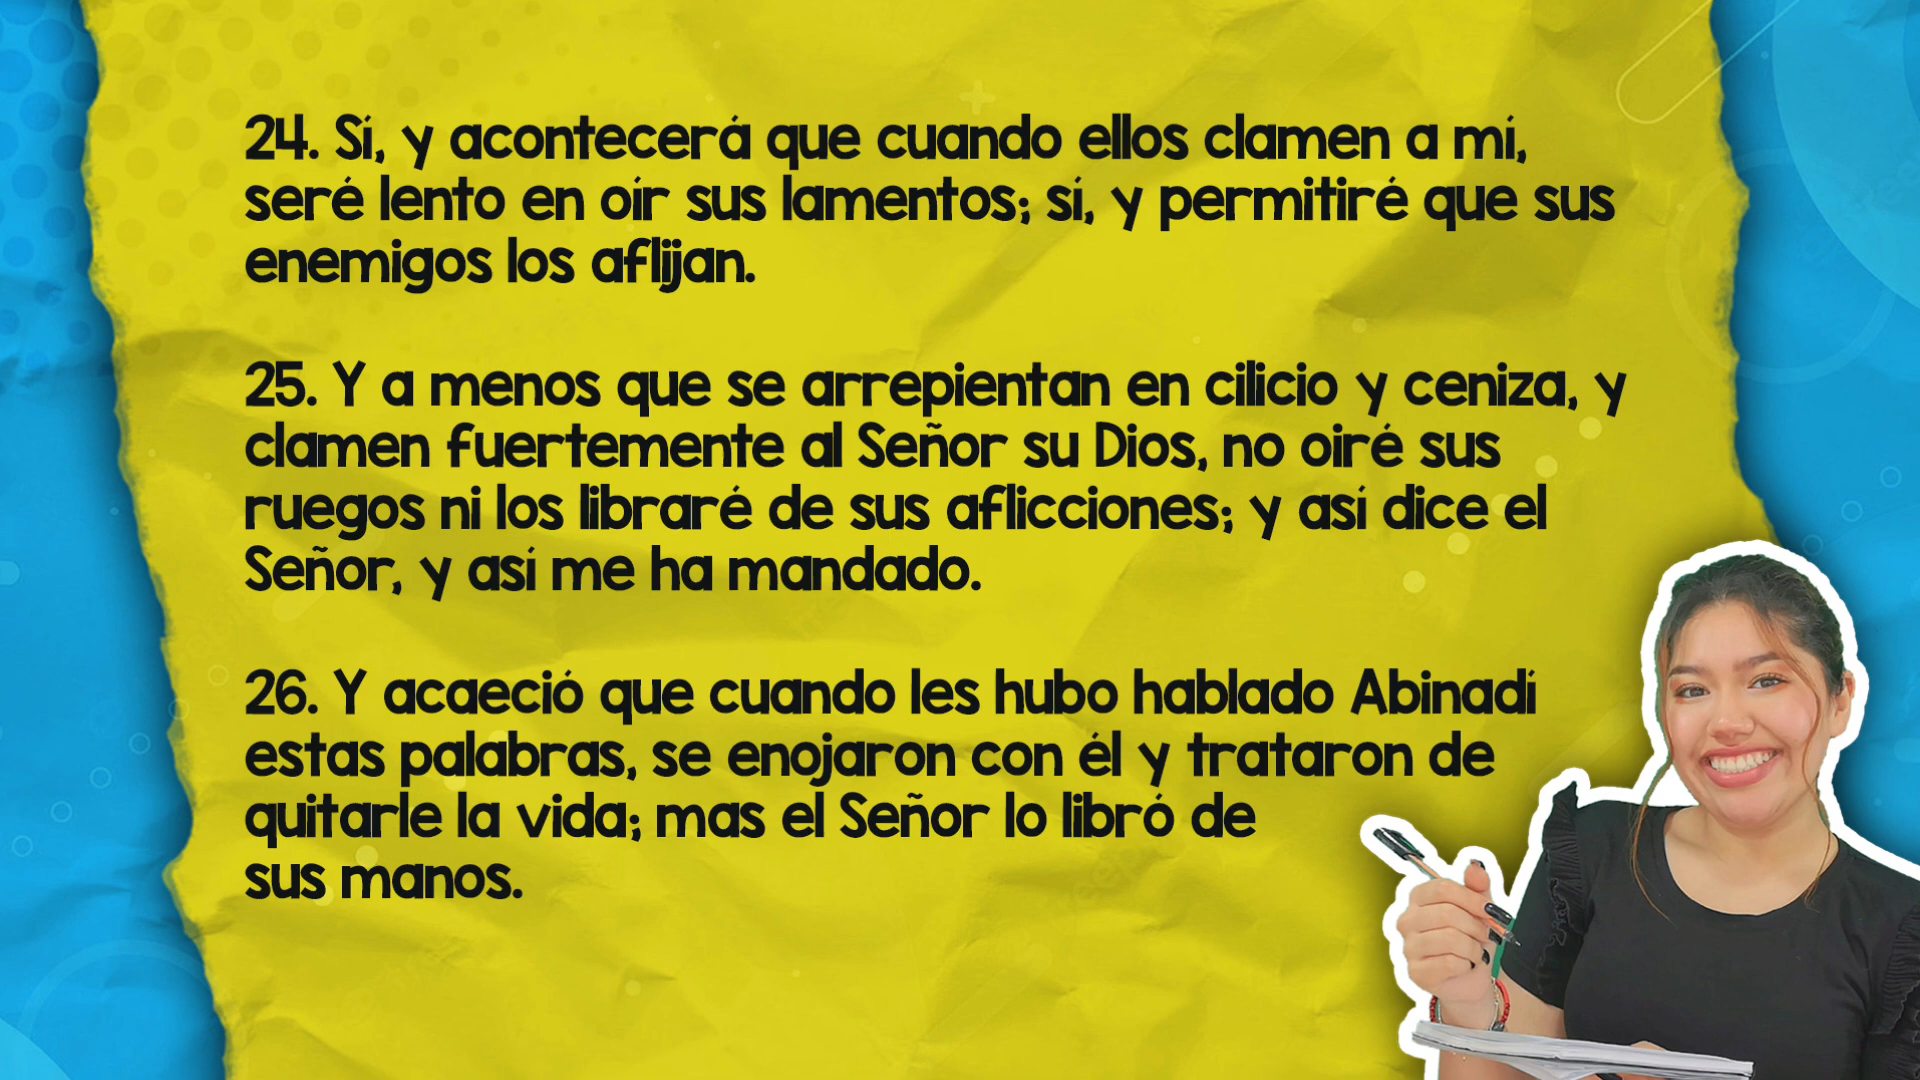 24. Sí, y acontecerá que cuando ellos clamen a mí,
seré lento en oír sus lamentos; sí, y permitiré que sus
enemigos los aflijan.
25. Y a menos que se arrepientan en cilicio y ceniza, y
clamen fuertemente al Señor su Dios, no oiré sus
ruegos ni los libraré de sus aflicciones; y así dice el
Señor, y así me ha mandado.
26. Y acaeció que cuando les hubo hablado Abinadí
estas palabras, se enojaron con él y trataron de
quitarle la vida; mas el Señor lo libró de
sus manos.